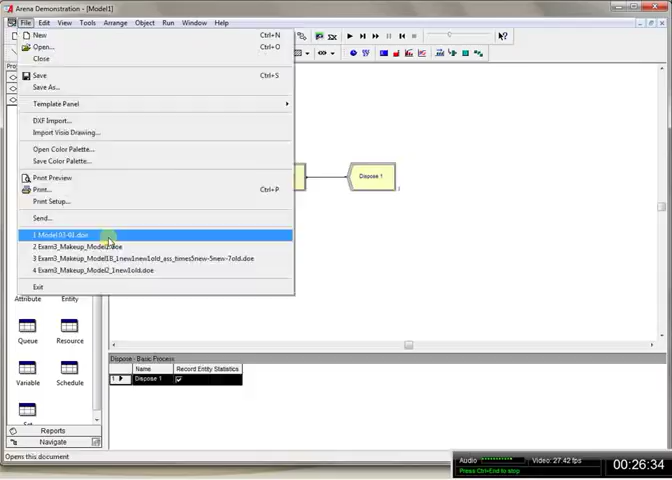 Arena Demonstration - [Model1]
File Edit View Tools Arrange Object Run Window Help
New Ctrl+N
Open... Ctrl+O
Close
Save Ctrl+S
Save As...
Template Panel
DXF Import...
Import Visio Drawing...
Open Color Palette...
Save Color Palette...
Print Preview
Print... Ctrl+P
Print Setup...
Send...
1 Model 03-01.doe
2 Exam3_Makeup_Model2.doe
3 Exam3_Makeup_Model1B_1new1new1old_ass_times5new-5new-7old.doe
4 Exam3_Makeup_Model2_1new1old.doe
Exit
Dispose 1
Attribute Entity
Queue Resource
Variable Schedule
Set
Reports
Navigate
Dispose - Basic Process
Name Record Entity Statistics
1 Dispose 1
Opens this document
Audio Video: 27.42 fps
Press Ctrl-End to stop
00:26:34